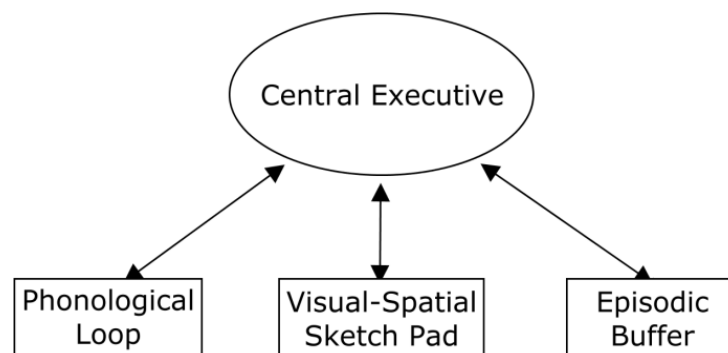 Central Executive
Phonological
Loop
Visual-Spatial
Sketch Pad
Episodic
Buffer